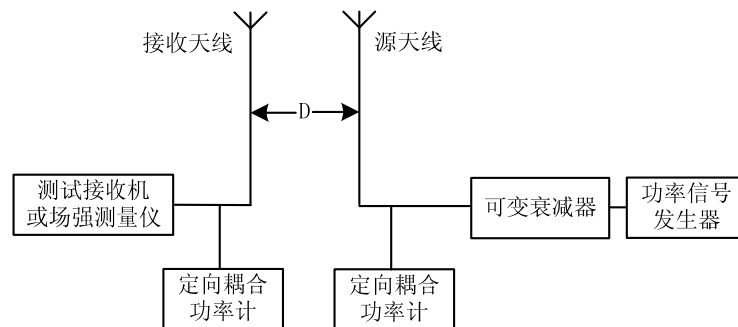 接收天线
源天线
D
测试接收机
或场强测量仪
可变衰减器
功率信号
发生器
定向耦合
功率计
定向耦合
功率计